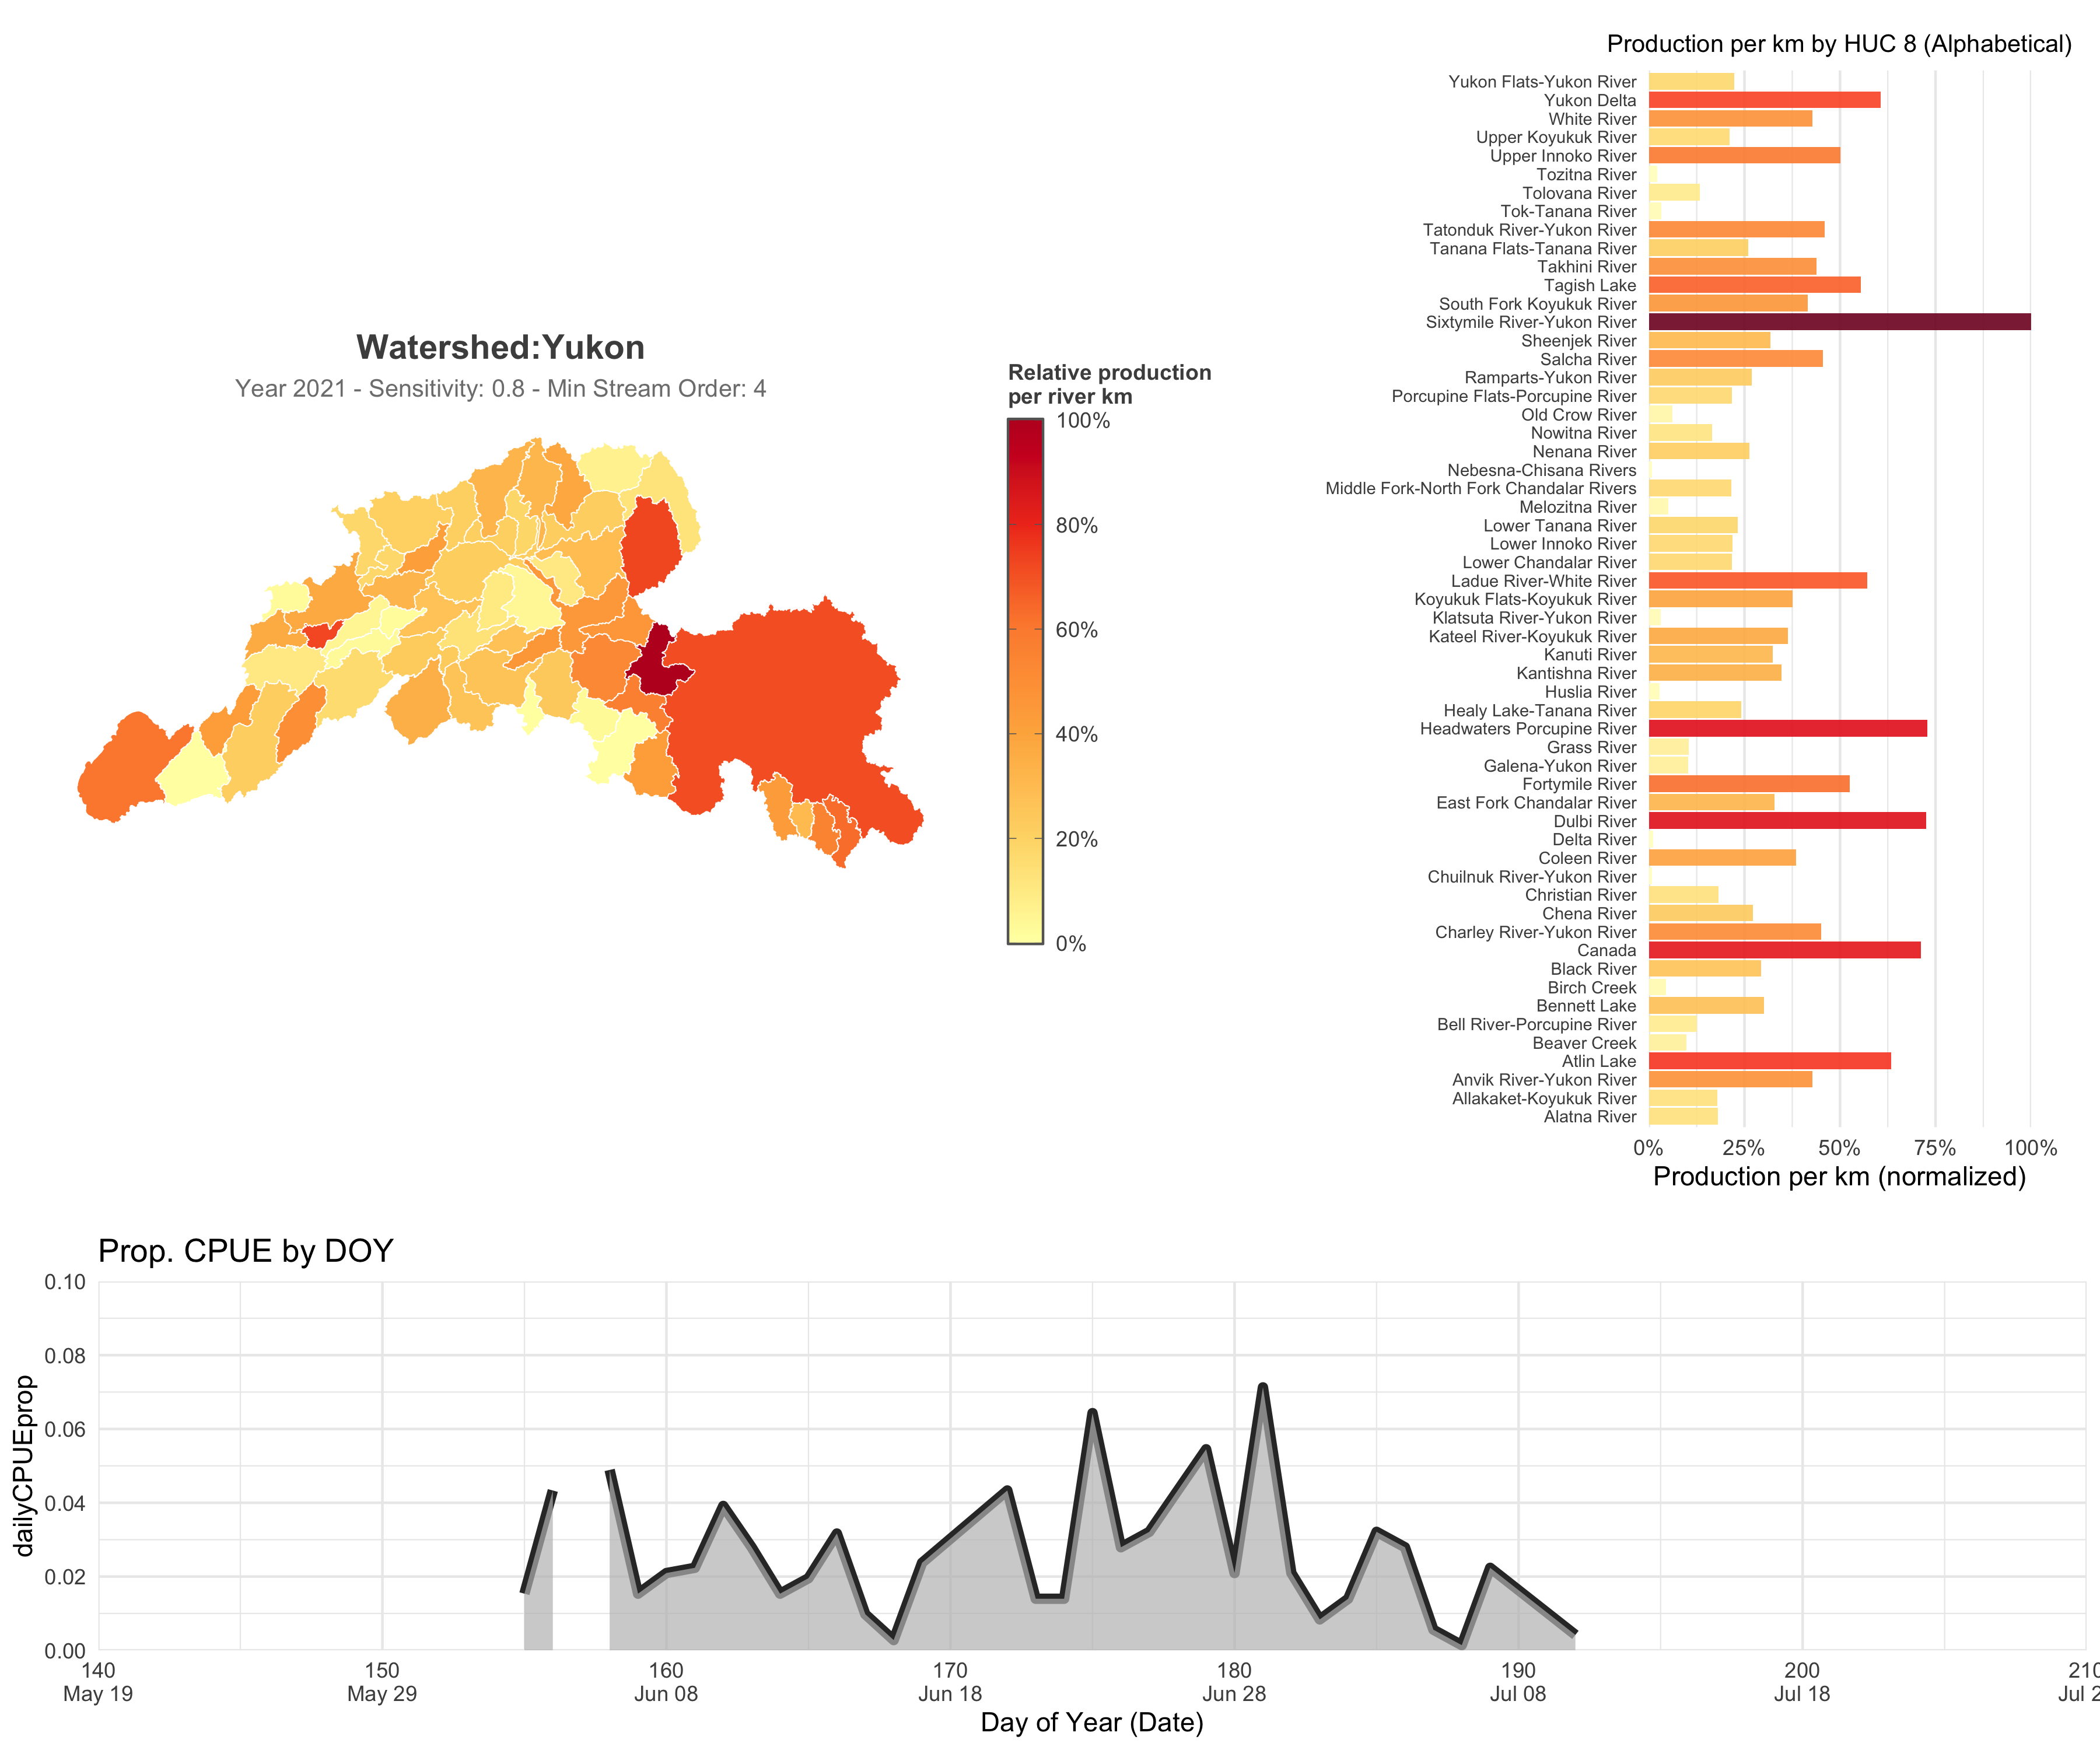 Production per km by HUC 8 (Alphabetical)
Yukon Flats-Yukon River
Yukon Delta
White River
Upper Koyukuk River
Upper Innoko River
Tozitna River
Tolovana River
Tok-Tanana River
Tatonduk River-Yukon River
Tanana Flats-Tanana River
Takhini River
Tagish Lake
South Fork Koyukuk River
Sixtymile River-Yukon River
Sheenjek River
Salcha River
Ramparts-Yukon River
Porcupine Flats-Porcupine River
Old Crow River
Nowitna River
Nenana River
Nebesna-Chisana Rivers
Middle Fork-North Fork Chandalar Rivers
Melozitna River
Lower Tanana River
Lower Innoko River
Lower Chandalar River
Ladue River-White River
Koyukuk Flats-Koyukuk River
Klatsuta River-Yukon River
Kateel River-Koyukuk River
Kanuti River
Kantishna River
Huslia River
Healy Lake-Tanana River
Headwaters Porcupine River
Grass River
Galena-Yukon River
Fortymile River
East Fork Chandalar River
Dulbi River
Delta River
Coleen River
Chuilnuk River-Yukon River
Christian River
Chena River
Charley River-Yukon River
Canada
Black River
Birch Creek
Bennett Lake
Bell River-Porcupine River
Beaver Creek
Atlin Lake
Anvik River-Yukon River
Allakaket-Koyukuk River
Alatna River
0% 25% 50% 75% 100%
Production per km (normalized)
Watershed:Yukon
Year 2021 - Sensitivity: 0.8 - Min Stream Order: 4
Relative production
per river km
100%
80%
60%
40%
20%
0%
Prop. CPUE by DOY
dailyCPUEprop
0.10
0.08
0.06
0.04
0.02
0.00
140 150 160 170 180 190 200 210
May 19 May 29 Jun 08 Jun 18 Jun 28 Jul 08 Jul 18 Jul 2
Day of Year (Date)